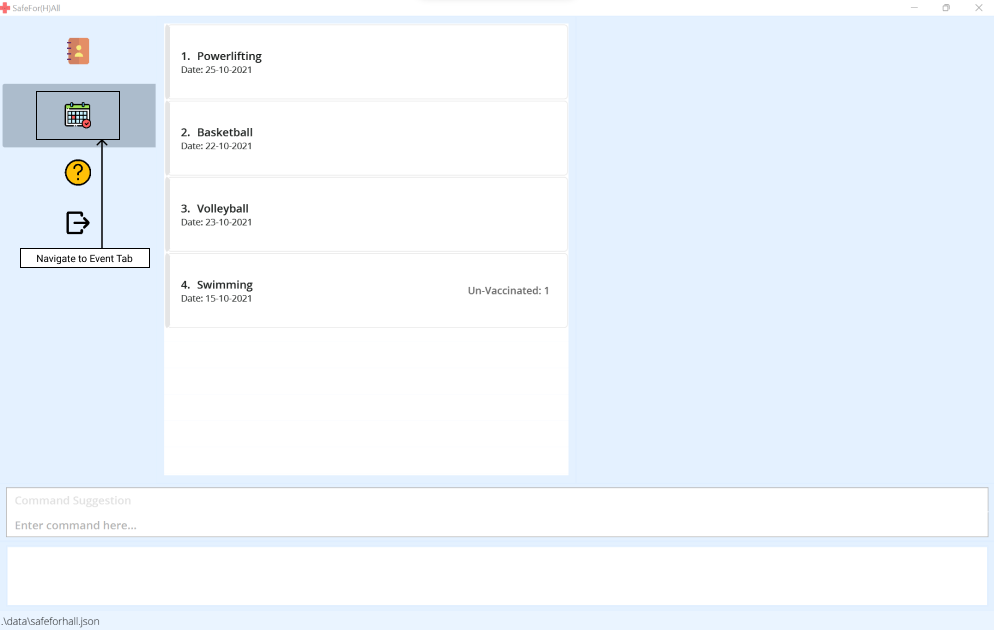 SafeFor(H)All
1. Powerlifting
Date: 25-10-2021
2. Basketball
Date: 22-10-2021
?
3. Volleyball
Date: 23-10-2021
Navigate to Event Tab
4. Swimming
Date: 15-10-2021
Un-Vaccinated: 1
Command Suggestion
Enter command here...
.\data\safeforhall.json